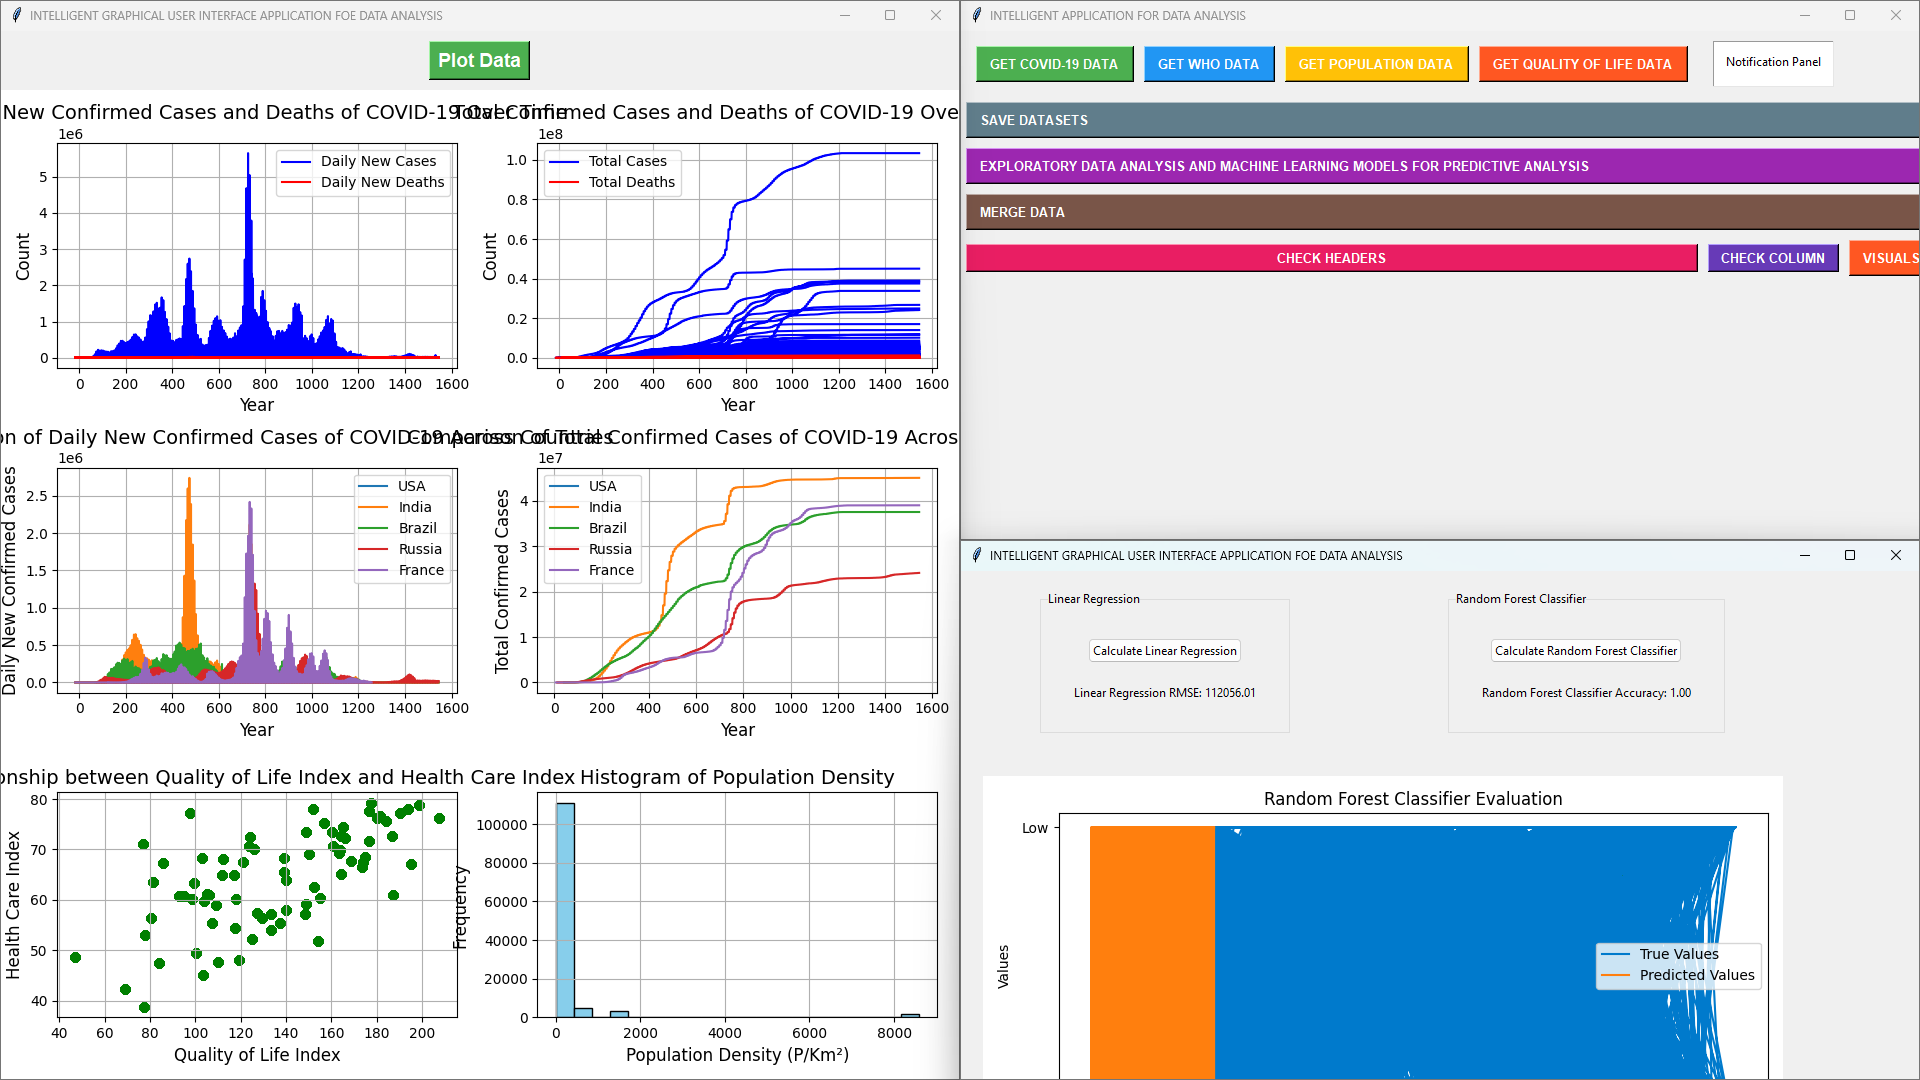 INTELLIGENT GRAPHICAL USER INTERFACE APPLICATION FOE DATA ANALYSIS
Plot Data
New Confirmed Cases and Deaths of COVID-19 Over Time
1e6
Daily New Cases
Daily New Deaths
Count
5
4
3
2
1
0
0 200 400 600 800 1000 1200 1400 1600
Year
Total Confirmed Cases and Deaths of COVID-19 Ove
1e8
Total Cases
Total Deaths
Count
1.0
0.8
0.6
0.4
0.2
0.0
0 200 400 600 800 1000 1200 1400 1600
Year
on of Daily New Confirmed Cases of COVID-19 Across Countries
1e6
USA
India
Brazil
Russia
France
Daily New Confirmed Cases
2.5
2.0
1.5
1.0
0.5
0.0
0 200 400 600 800 1000 1200 1400 1600
Year
Comparison of Total Confirmed Cases of COVID-19 Acros
1e7
USA
India
Brazil
Russia
France
Total Confirmed Cases
4
3
2
1
0
0 200 400 600 800 1000 1200 1400 1600
Year
onship between Quality of Life Index and Health Care Index
Health Care Index
80
70
60
50
40
40 60 80 100 120 140 160 180 200
Quality of Life Index
Histogram of Population Density
Frequency
100000
80000
60000
40000
20000
0
0 2000 4000 6000 8000
Population Density (P/Km²)
INTELLIGENT APPLICATION FOR DATA ANALYSIS
GET COVID-19 DATA
GET WHO DATA
GET POPULATION DATA
GET QUALITY OF LIFE DATA
Notification Panel
SAVE DATASETS
EXPLORATORY DATA ANALYSIS AND MACHINE LEARNING MODELS FOR PREDICTIVE ANALYSIS
MERGE DATA
CHECK HEADERS
CHECK COLUMN
VISUALS
INTELLIGENT GRAPHICAL USER INTERFACE APPLICATION FOE DATA ANALYSIS
Linear Regression
Calculate Linear Regression
Linear Regression RMSE: 112056.01
Random Forest Classifier
Calculate Random Forest Classifier
Random Forest Classifier Accuracy: 1.00
Random Forest Classifier Evaluation
Low
Values
True Values
Predicted Values